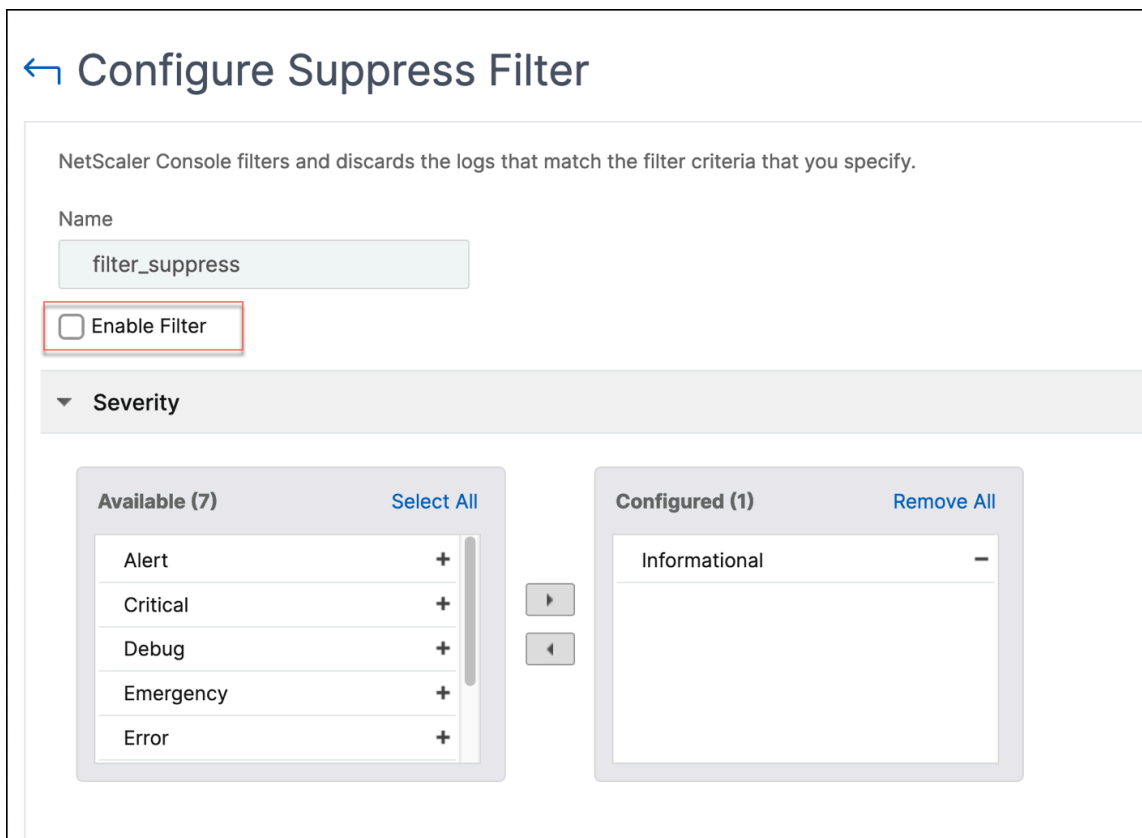 Configure Suppress Filter
NetScaler Console filters and discards the logs that match the filter criteria that you specify.
Name
filter_suppress
Enable Filter
Severity
Available (7) Select All
Configured (1) Remove All
Alert
Informational
Critical
Debug
Emergency
Error